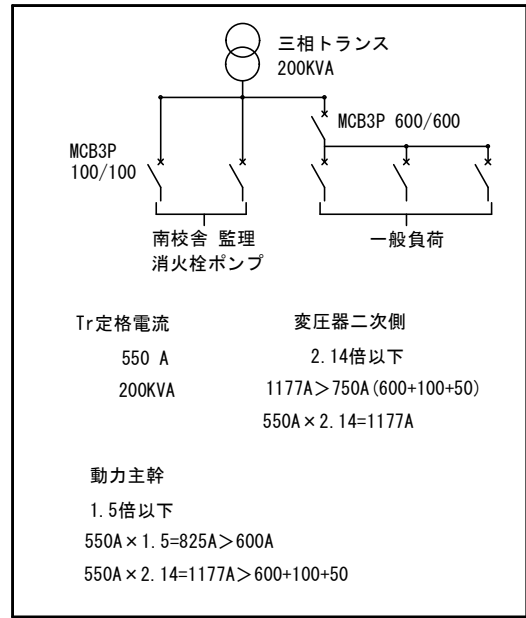 三相トランス
200KVA
MCB3P 600/600
MCB3P
100/100
南校舎 監理
消火栓ポンプ
一般負荷
Tr定格電流
550 A
200KVA
変圧器二次側
2.14倍以下
1177A>750A(600+100+50)
550A×2.14=1177A
動力主幹
1.5倍以下
550A×1.5=825A>600A
550A×2.14=1177A>600+100+50